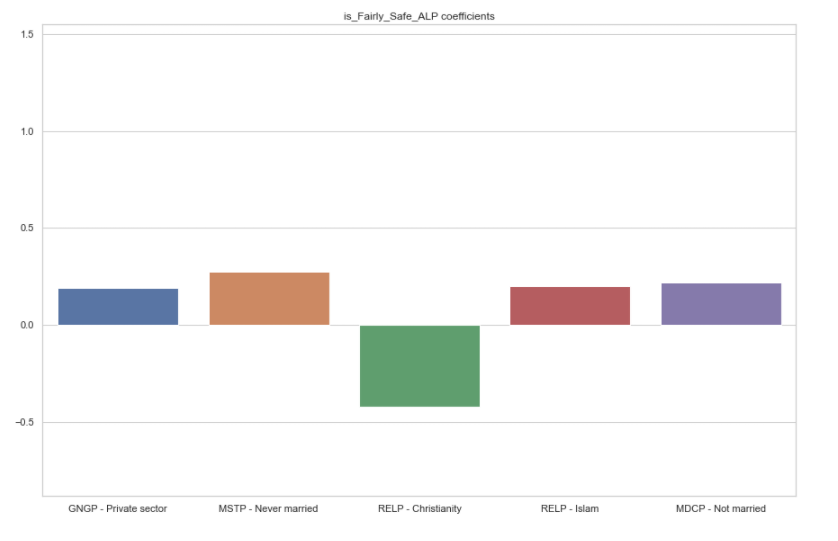 is_Fairly_Safe_ALP coefficients
1.5
1.0
0.5
0.0
−0.5
GNGP - Private sector MSTP - Never married RELP - Christianity RELP - Islam MDCP - Not married